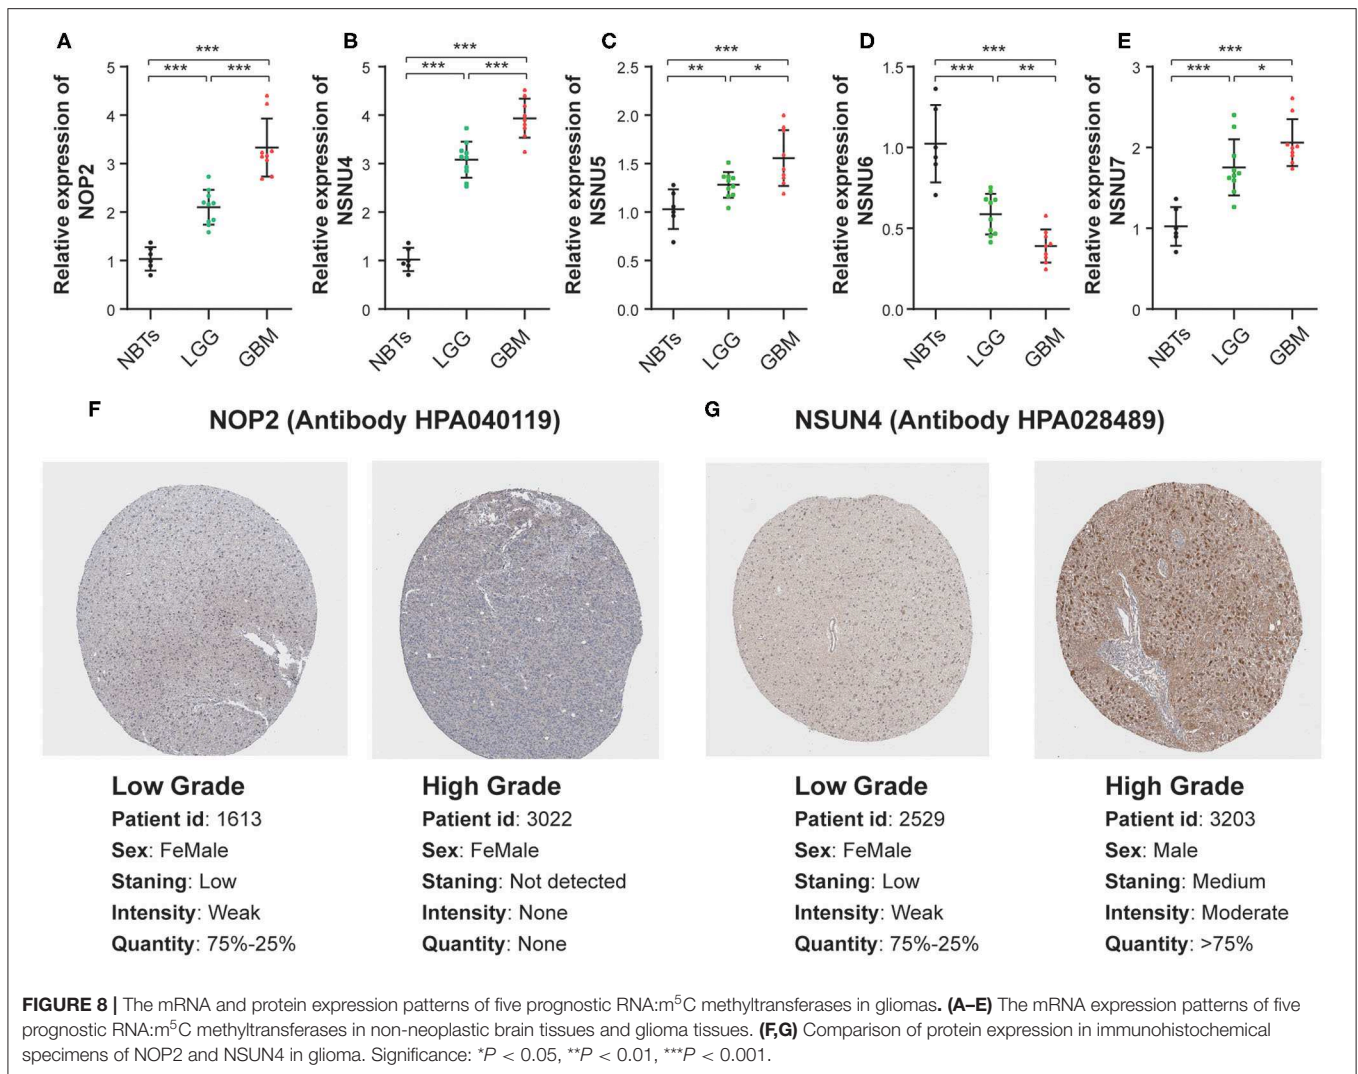 A
Relative expression of
NOP2
5
4
3
2
1
0
***
***
***
NBTs
LGG
GBM
B
Relative expression of
NSNU4
5
4
3
2
1
0
***
***
***
NBTs
LGG
GBM
C
Relative expression of
NSNU5
2.5
2.0
1.5
1.0
0.5
0.0
***
**
*
NBTs
LGG
GBM
D
Relative expression of
NSNU6
1.5
1.0
0.5
0.0
***
***
**
NBTs
LGG
GBM
E
Relative expression of
NSNU7
3
2
1
0
***
***
*
NBTs
LGG
GBM
F
NOP2 (Antibody HPA040119)
Low Grade
Patient id: 1613
Sex: FeMale
Staning: Low
Intensity: Weak
Quantity: 75%-25%
High Grade
Patient id: 3022
Sex: FeMale
Staning: Not detected
Intensity: None
Quantity: None
G
NSUN4 (Antibody HPA028489)
Low Grade
Patient id: 2529
Sex: FeMale
Staning: Low
Intensity: Weak
Quantity: 75%-25%
High Grade
Patient id: 3203
Sex: Male
Staning: Medium
Intensity: Moderate
Quantity: >75%
FIGURE 8 | The mRNA and protein expression patterns of five prognostic RNA:m⁵C methyltransferases in gliomas. (A–E) The mRNA expression patterns of five
prognostic RNA:m⁵C methyltransferases in non-neoplastic brain tissues and glioma tissues. (F,G) Comparison of protein expression in immunohistochemical
specimens of NOP2 and NSUN4 in glioma. Significance: *P < 0.05, **P < 0.01, ***P < 0.001.